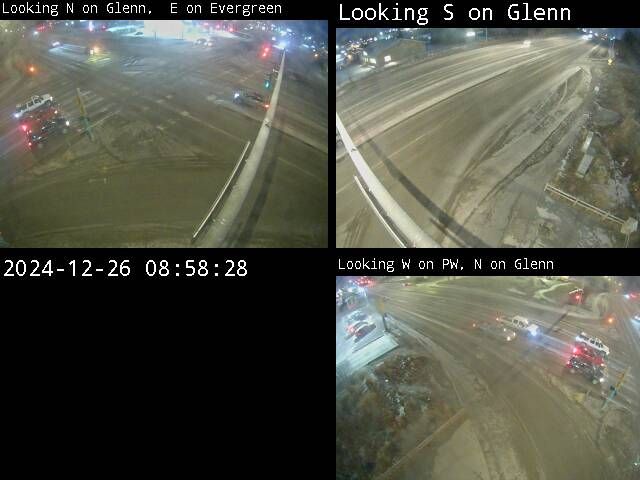 Looking N on Glenn,  E on Evergreen
Looking S on Glenn
2024-12-26 08:58:28
Looking W on PW, N on Glenn